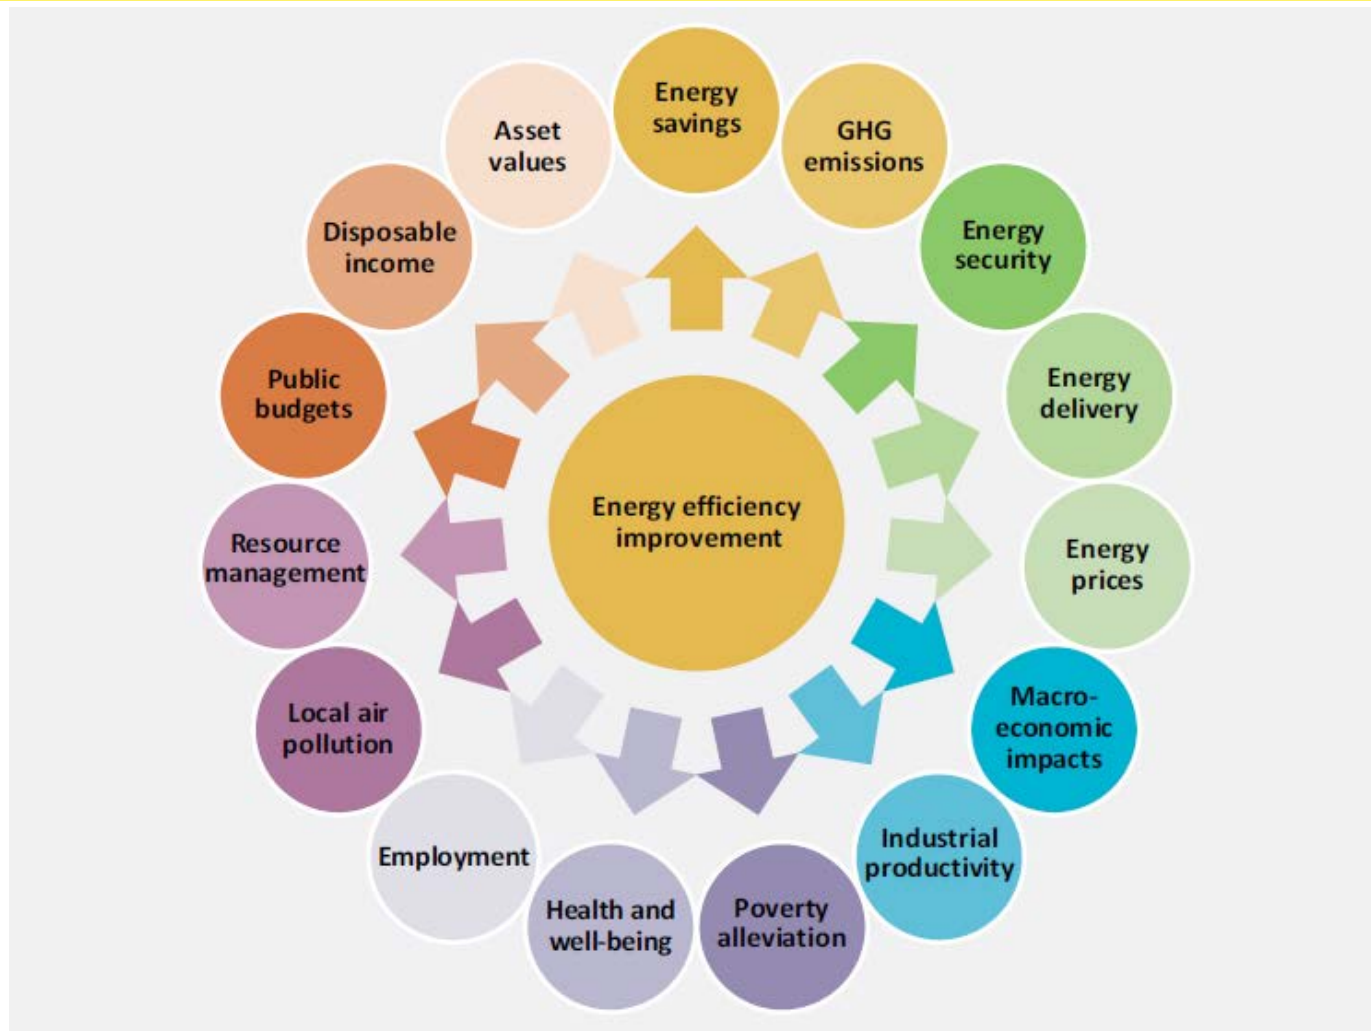 Energy
savings
GHG
emissions
Energy
security
Energy
delivery
Energy
prices
Macro-
economic
impacts
Industrial
productivity
Poverty
alleviation
Health and
well-being
Employment
Local air
pollution
Resource
management
Public
budgets
Disposable
income
Asset
values
Energy efficiency
improvement